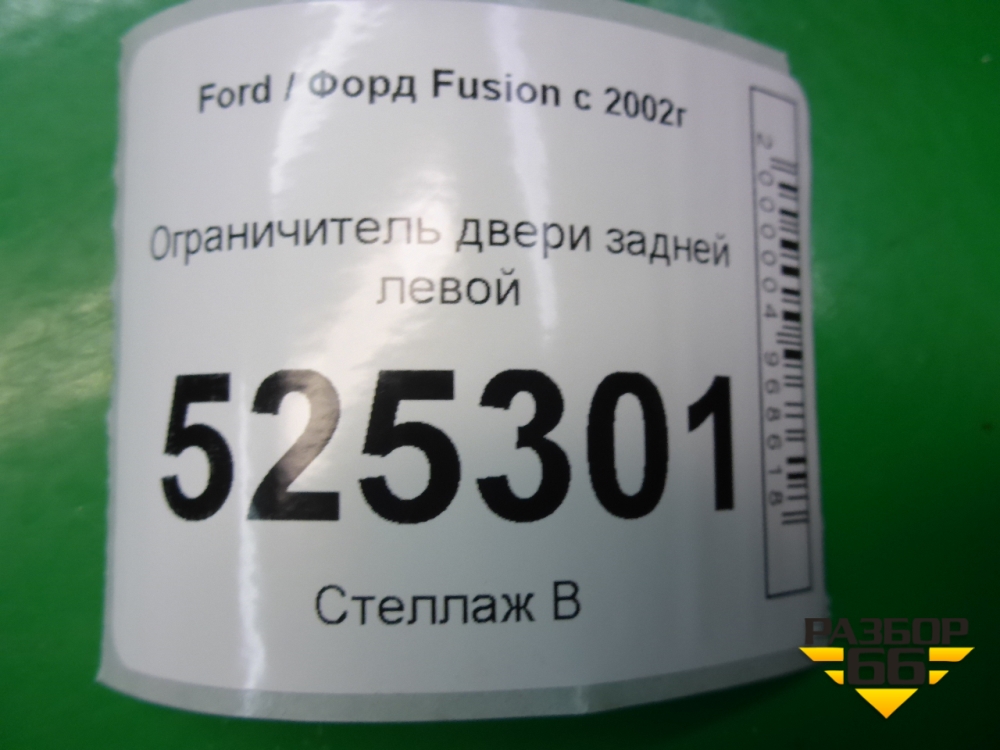 Ford / Форд Fusion с 2002г
Ограничитель двери задней
левой
525301
Стеллаж В
2000004968618
РАЗБОР
66